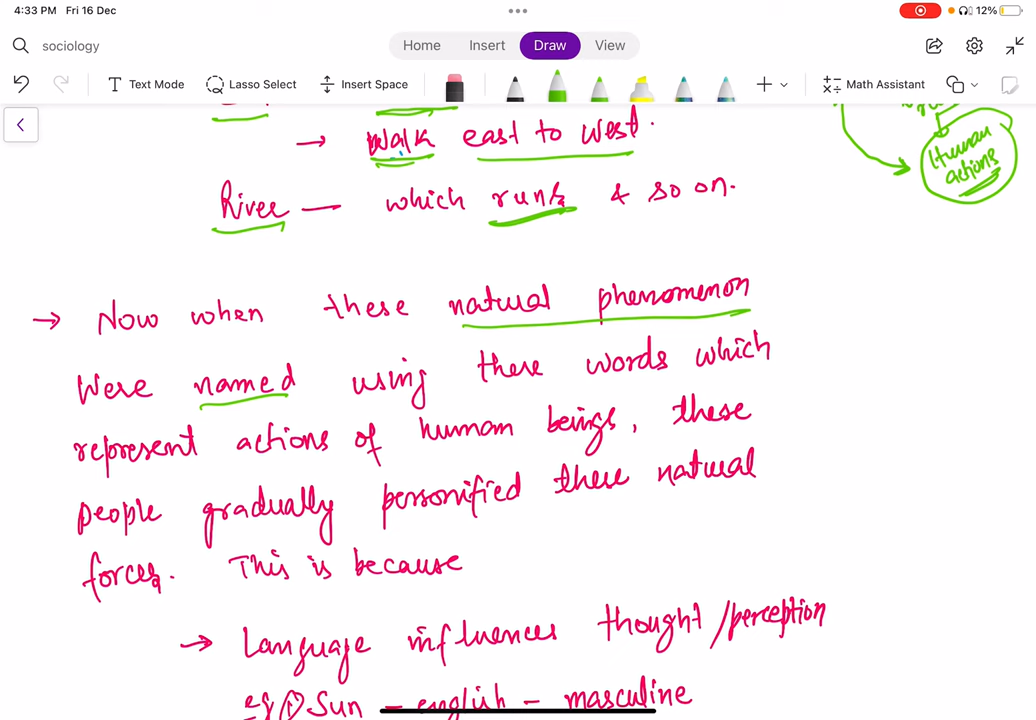 4:33 PM Fri 16 Dec
12%
sociology
Home Insert Draw View
Text Mode Lasso Select Insert Space Math Assistant
→ Walk east to west.
Human actions
River — which runs & so on.
→ Now when these natural phenomenon
were named using these words which
represent actions of human beings, these
people gradually personified these natural
forces. This is because
→ Language influences thought/perception
eg ① Sun – english – masculine